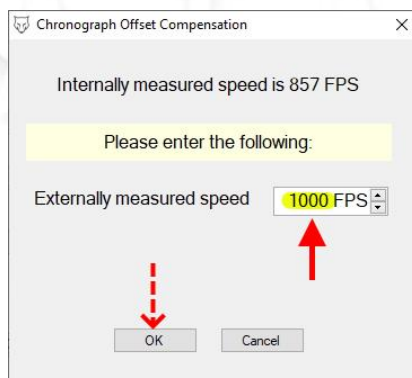 Chronograph Offset Compensation
Internally measured speed is 857 FPS
Please enter the following:
Externally measured speed 1000 FPS
OK Cancel